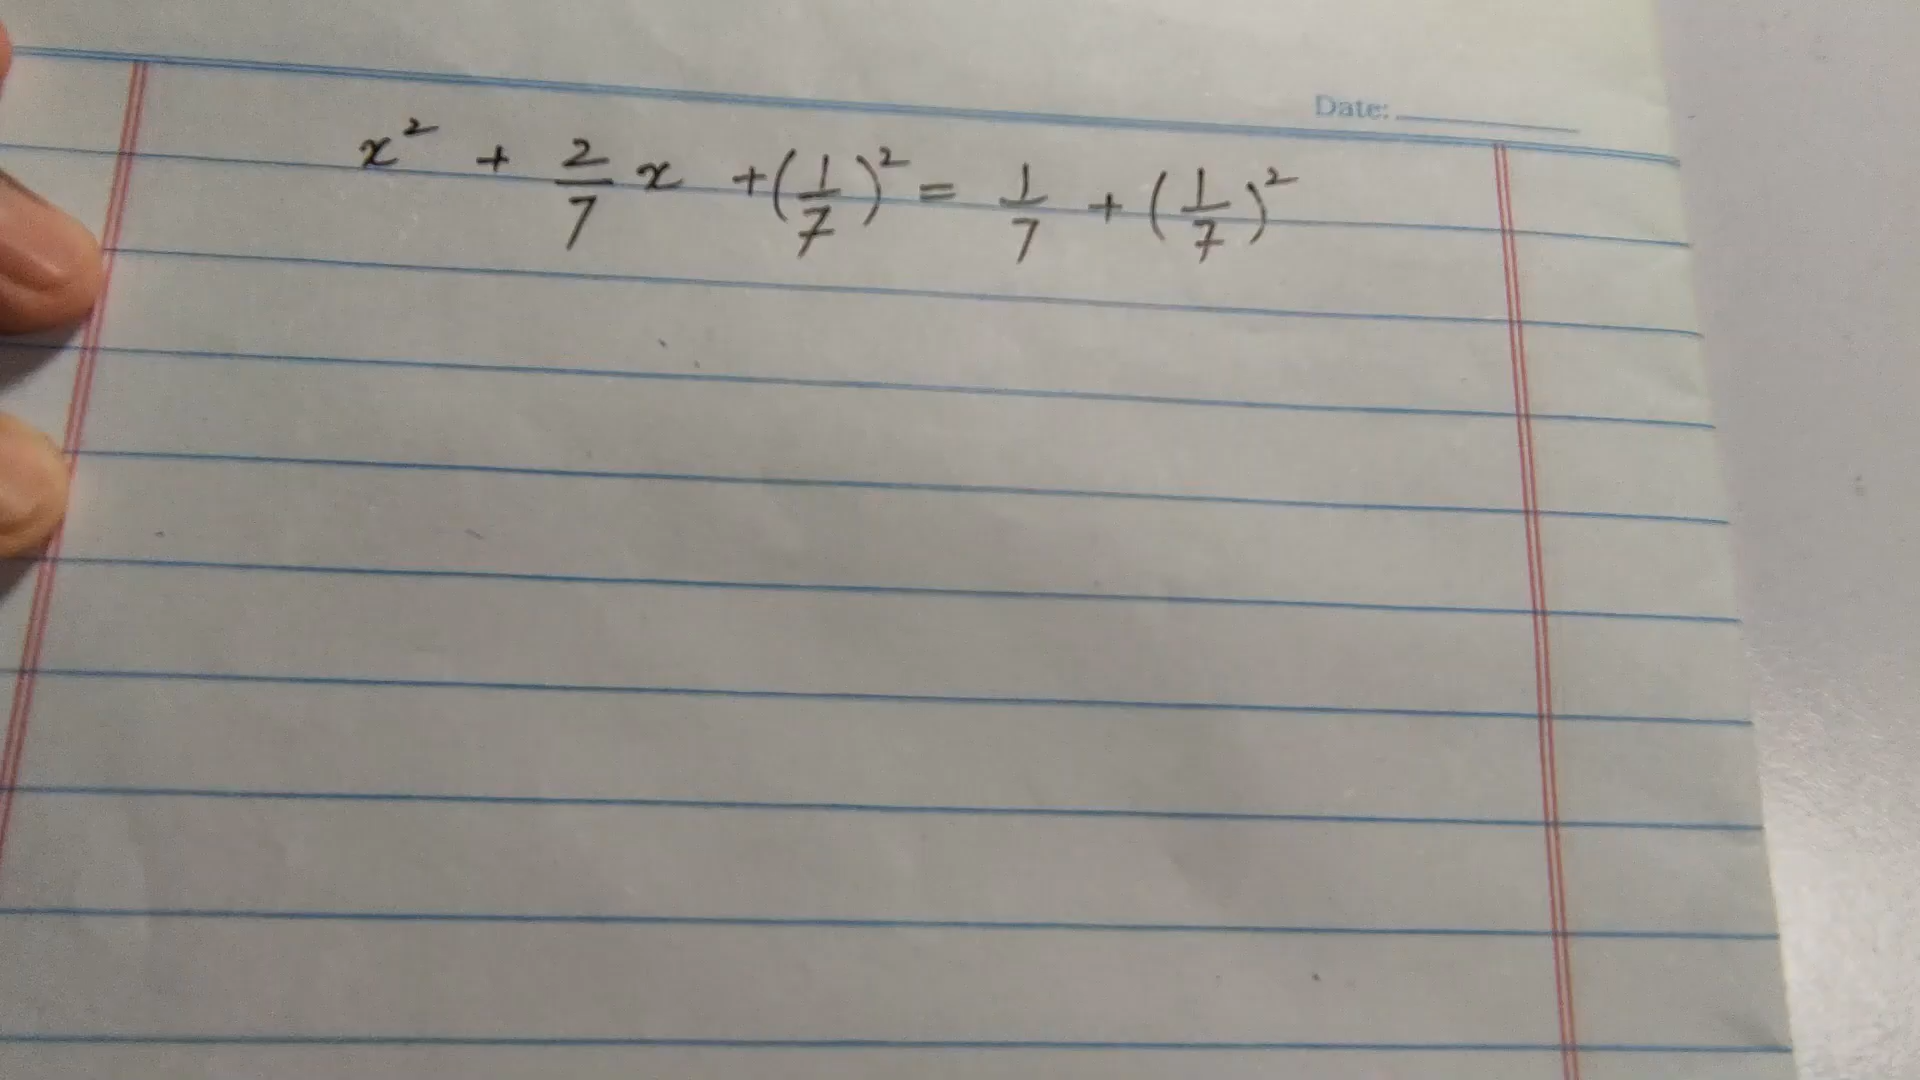 Date:
x² + 2/7 x + (1/7)² = 1/7 + (1/7)²